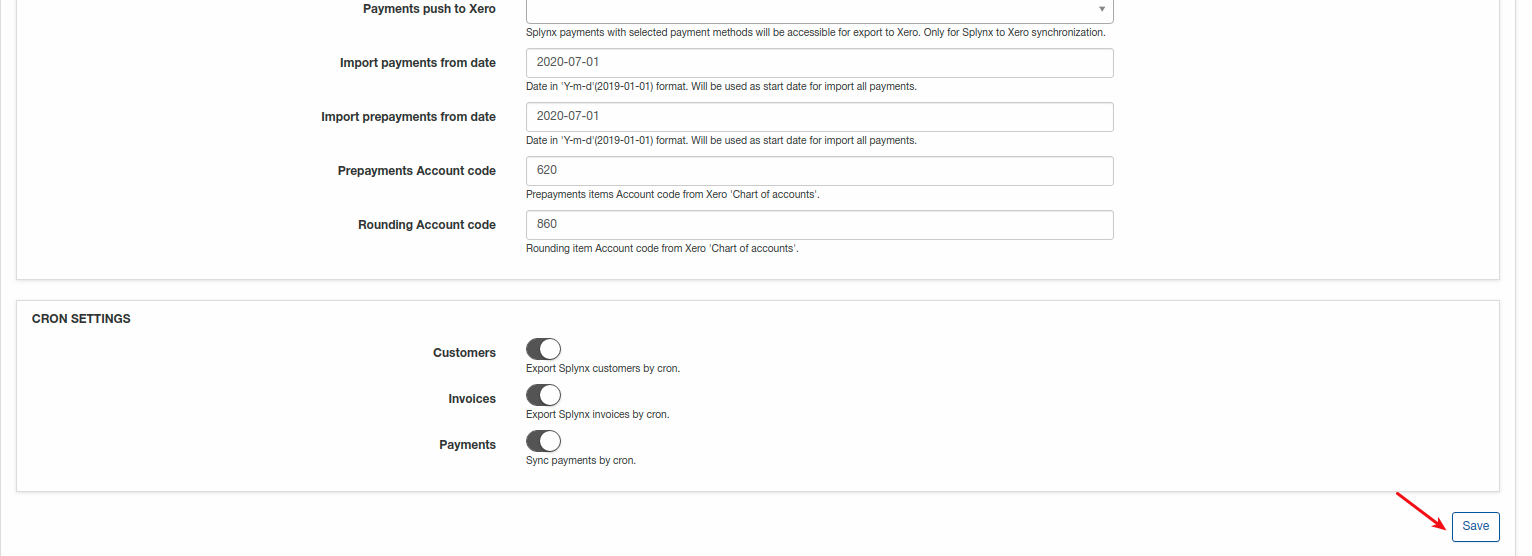 Payments push to Xero
Splynx payments with selected payment methods will be accessible for export to Xero. Only for Splynx to Xero synchronization.
Import payments from date
2020-07-01
Date in 'Y-m-d'(2019-01-01) format. Will be used as start date for import all payments.
Import prepayments from date
2020-07-01
Date in 'Y-m-d'(2019-01-01) format. Will be used as start date for import all payments.
Prepayments Account code
620
Prepayments items Account code from Xero 'Chart of accounts'.
Rounding Account code
860
Rounding item Account code from Xero 'Chart of accounts'.
CRON SETTINGS
Customers
Export Splynx customers by cron.
Invoices
Export Splynx invoices by cron.
Payments
Sync payments by cron.
Save